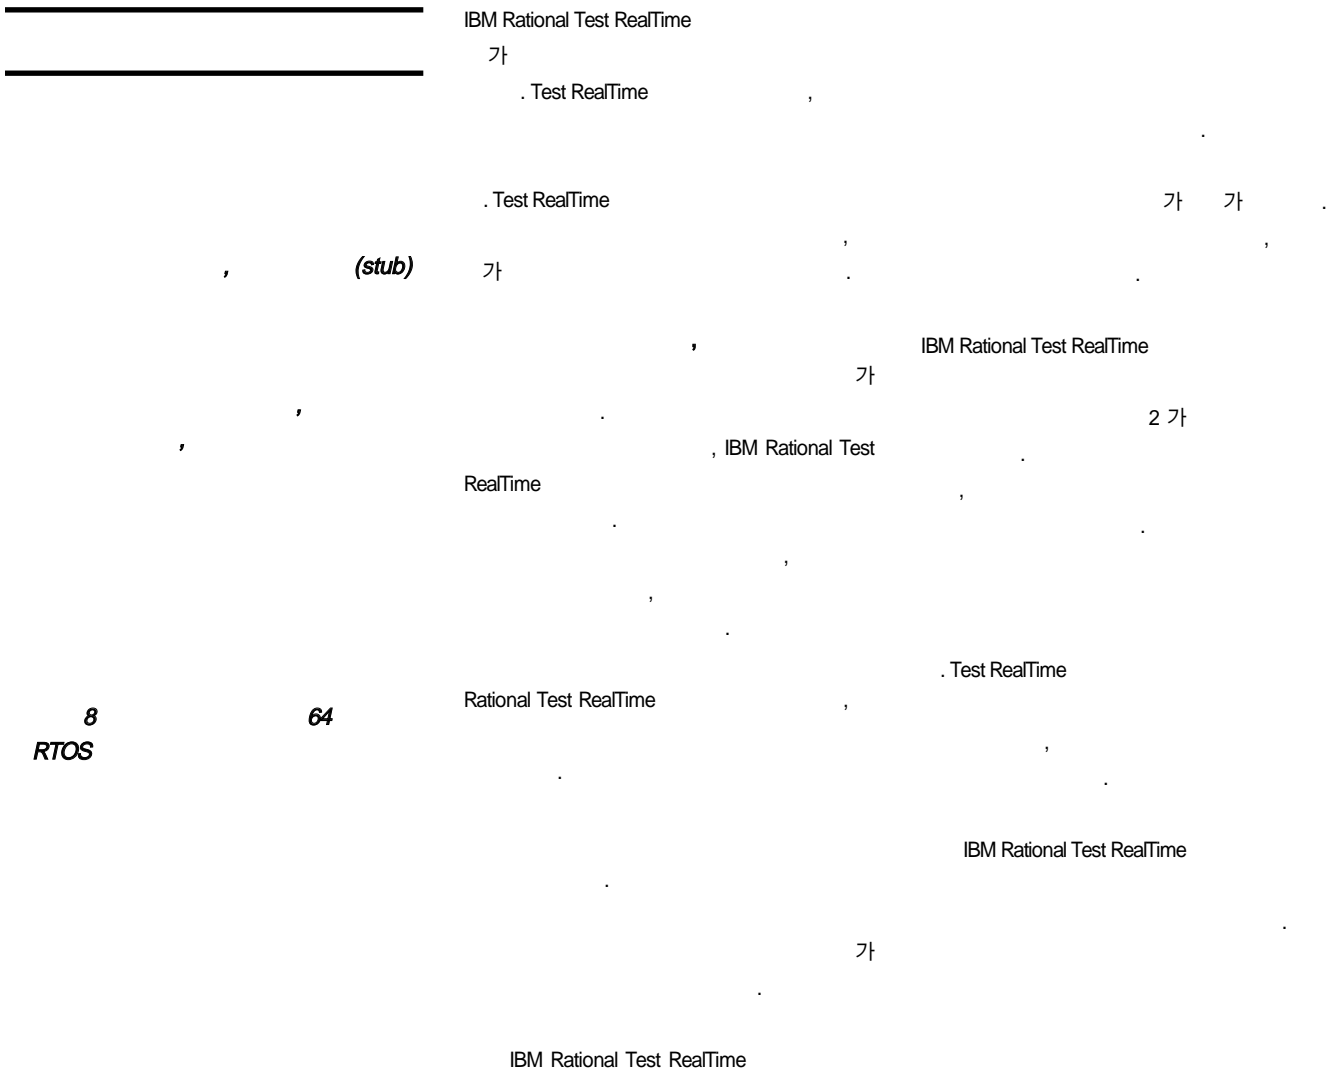 , (stub)
,
,
8 64
RTOS
IBM Rational Test RealTime
가
. Test RealTime ,
.
. Test RealTime 가 가 .
, ,
가 . .
,
가
.
, IBM Rational Test
RealTime
.
,
,
.
Rational Test RealTime ,
.
.
가
.
IBM Rational Test RealTime
IBM Rational Test RealTime
2 가
.
,
.
. Test RealTime
,
.
IBM Rational Test RealTime
.